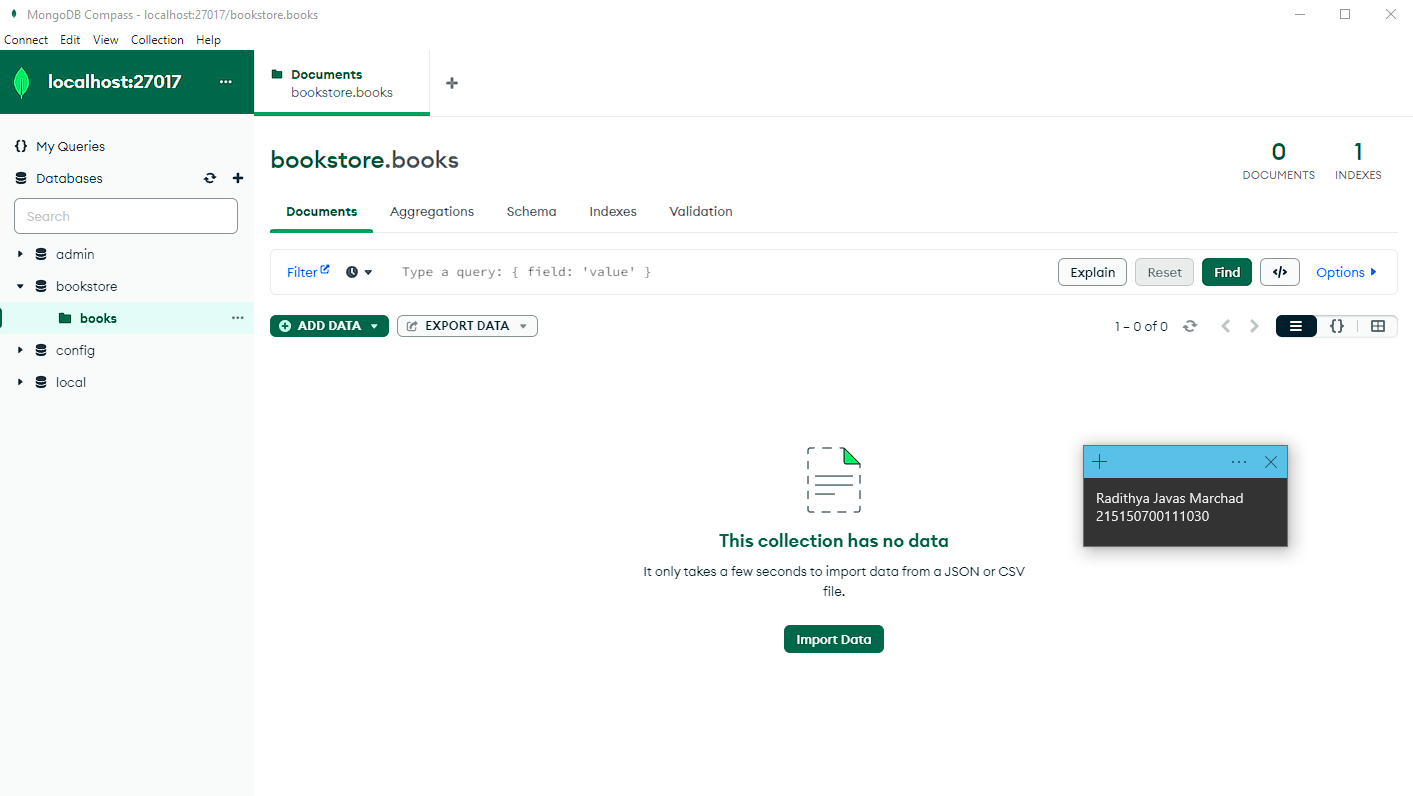 MongoDB Compass - localhost:27017/bookstore.books
Connect Edit View Collection Help
localhost:27017 ...
Documents
bookstore.books
{} My Queries
Databases
Search
admin
bookstore
books ...
config
local
bookstore.books
0
DOCUMENTS
1
INDEXES
Documents Aggregations Schema Indexes Validation
Filter Type a query: { field: 'value' } Explain Reset Find </> Options
ADD DATA EXPORT DATA 1 – 0 of 0 {}
This collection has no data
It only takes a few seconds to import data from a JSON or CSV
file.
Import Data
Radithya Javas Marchad
215150700111030